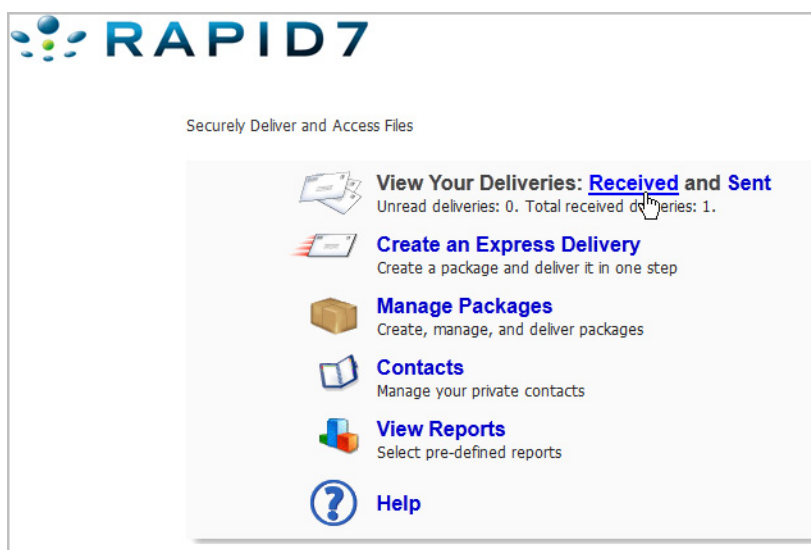 RAPID7
Securely Deliver and Access Files
View Your Deliveries: Received and Sent
Unread deliveries: 0. Total received deliveries: 1.
Create an Express Delivery
Create a package and deliver it in one step
Manage Packages
Create, manage, and deliver packages
Contacts
Manage your private contacts
View Reports
Select pre-defined reports
? Help